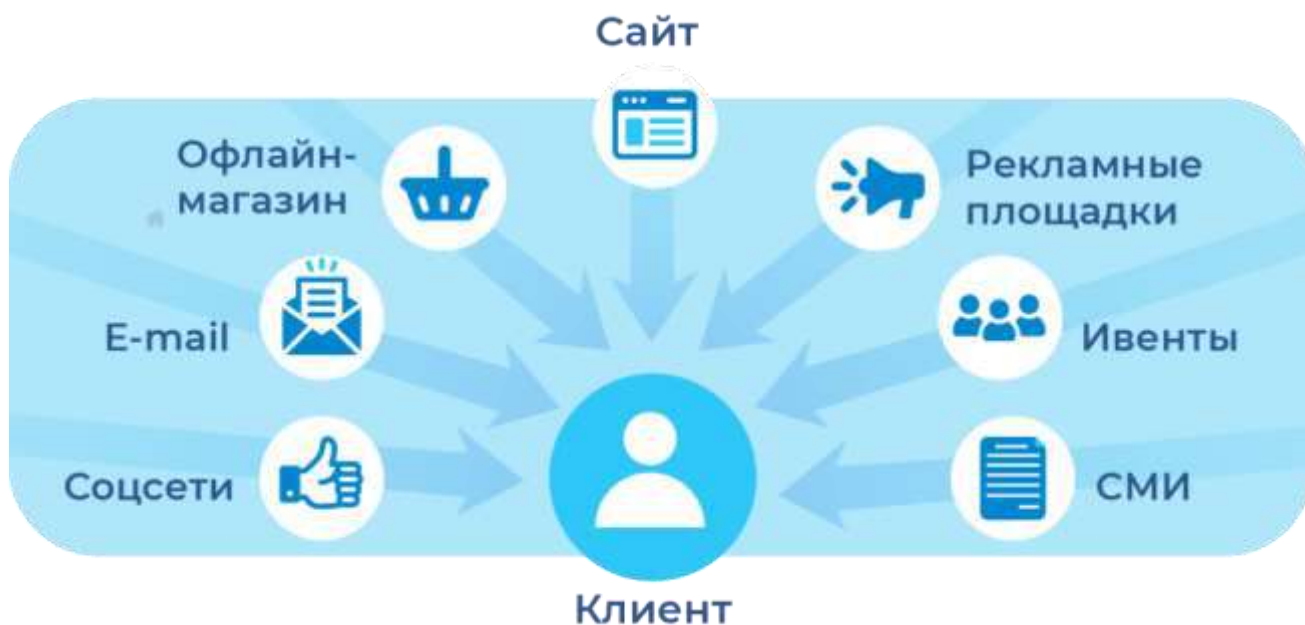 Сайт
Офлайн-
магазин
Рекламные
площадки
E-mail
Ивенты
Соцсети
СМИ
Клиент